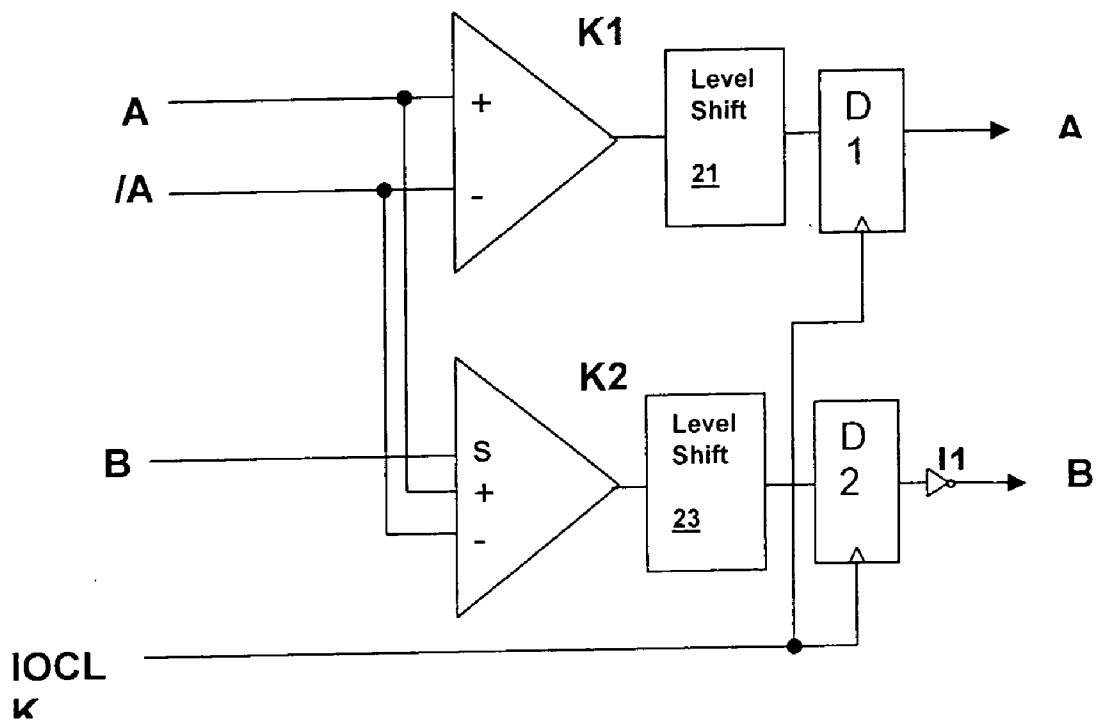 K1
A
+
/A
-
Level
Shift
21
D
1
A
K2
B
S
+
-
Level
Shift
23
D
2
I1
B
IOCL
K